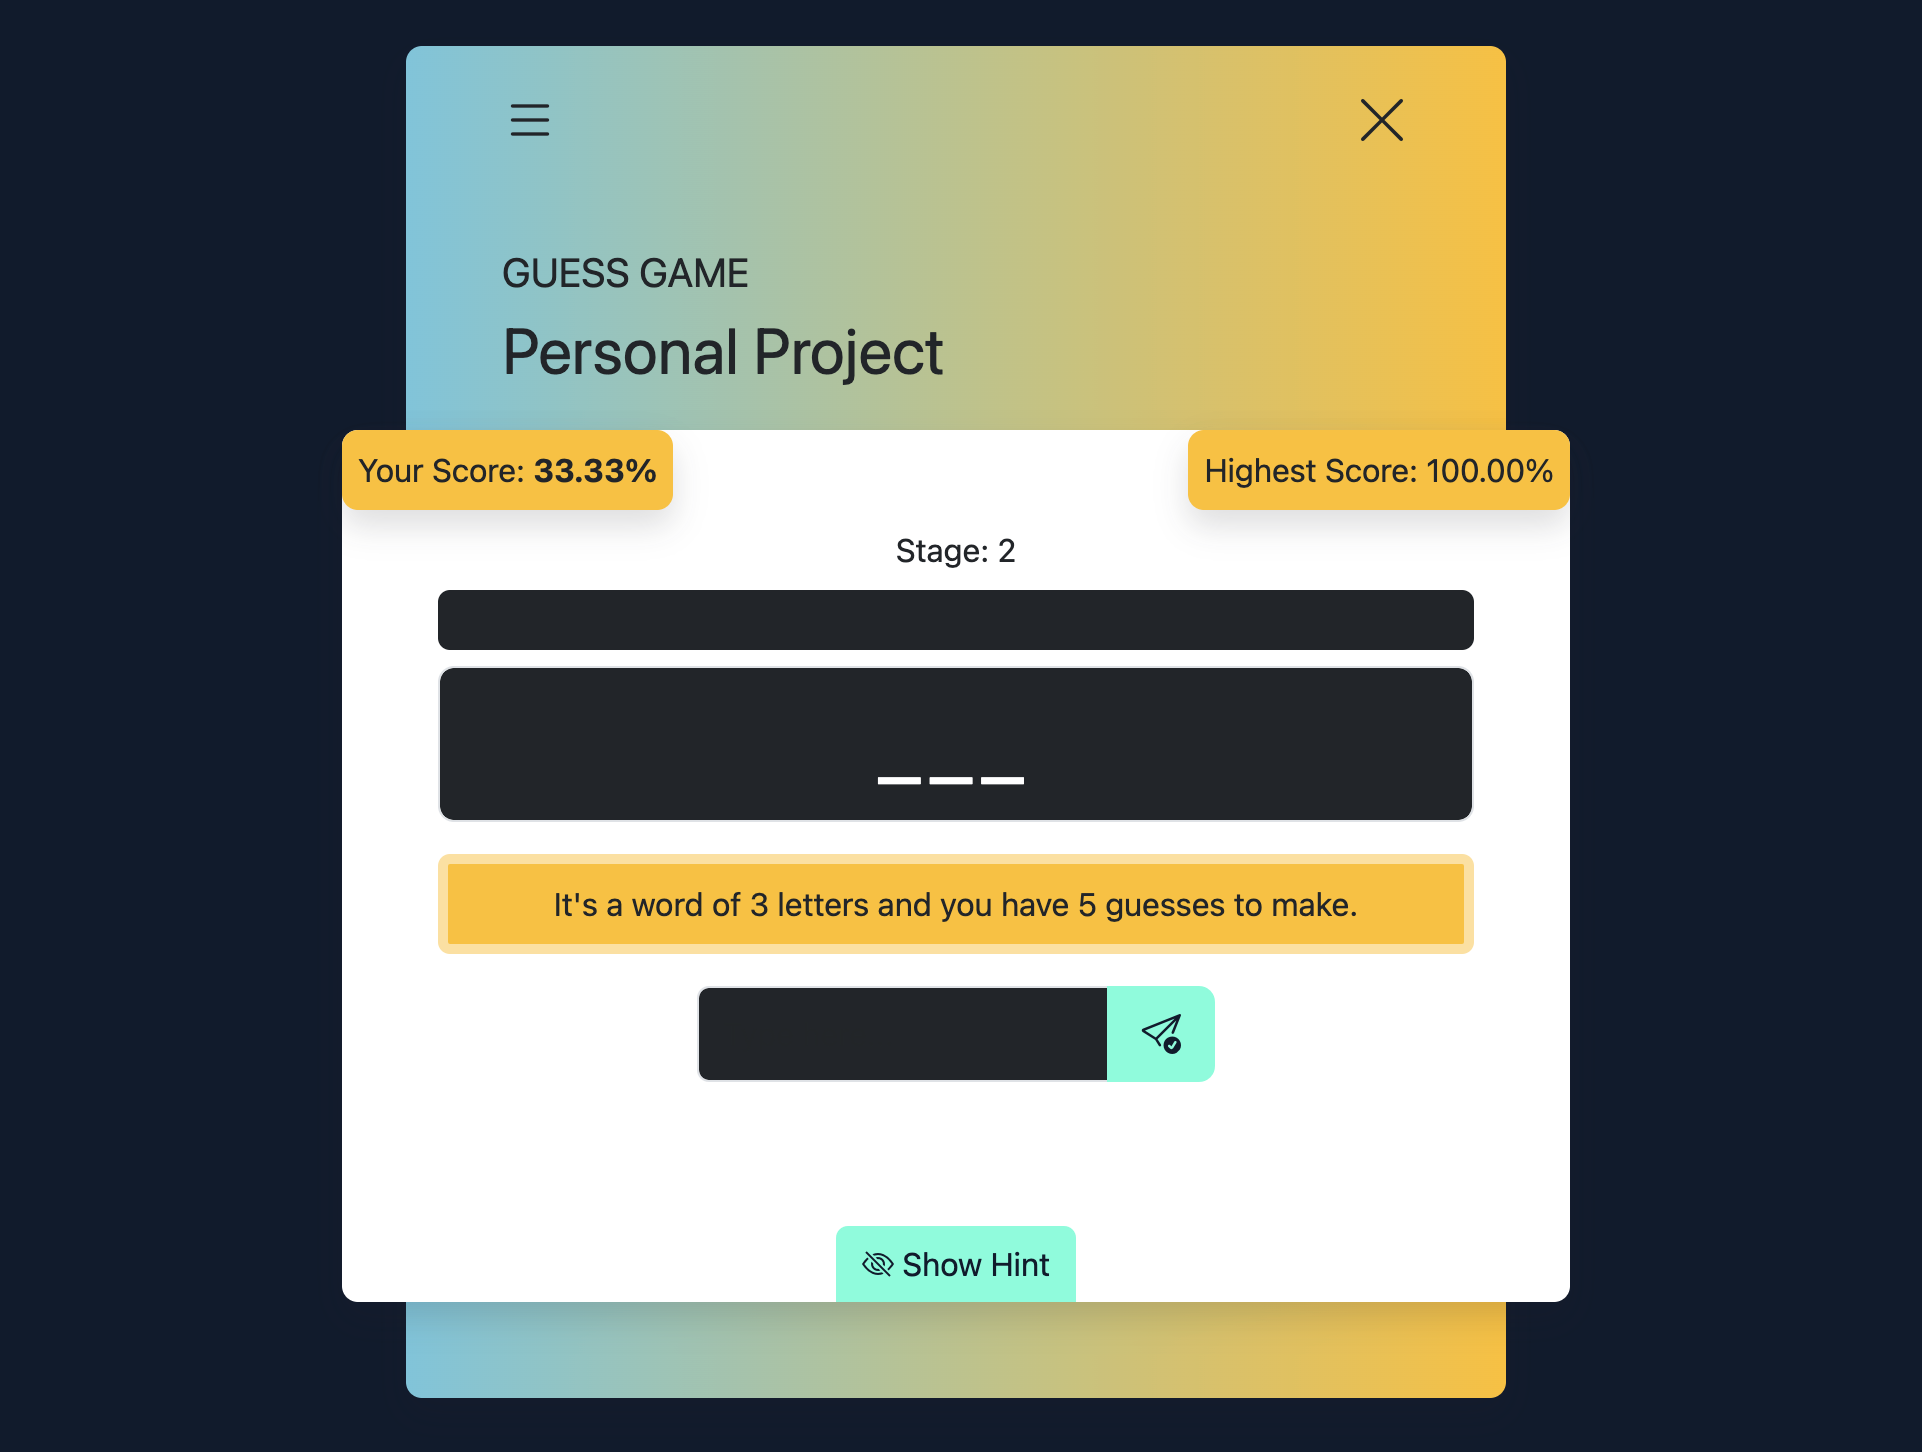 GUESS GAME
Personal Project
Your Score: 33.33%
Highest Score: 100.00%
Stage: 2
_ _ _
It's a word of 3 letters and you have 5 guesses to make.
Show Hint